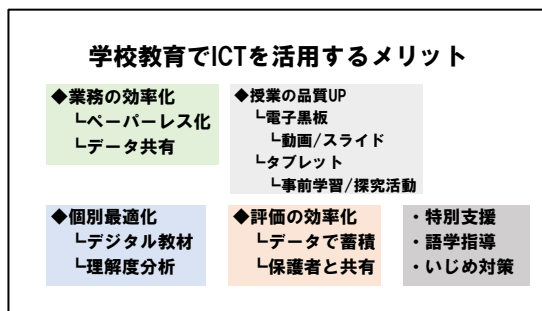 学校教育でICTを活用するメリット
◆業務の効率化
└ペーパーレス化
└データ共有
◆授業の品質UP
└電子黒板
└動画/スライド
└タブレット
└事前学習/探究活動
◆個別最適化
└デジタル教材
└理解度分析
◆評価の効率化
└データで蓄積
└保護者と共有
・特別支援
・語学指導
・いじめ対策